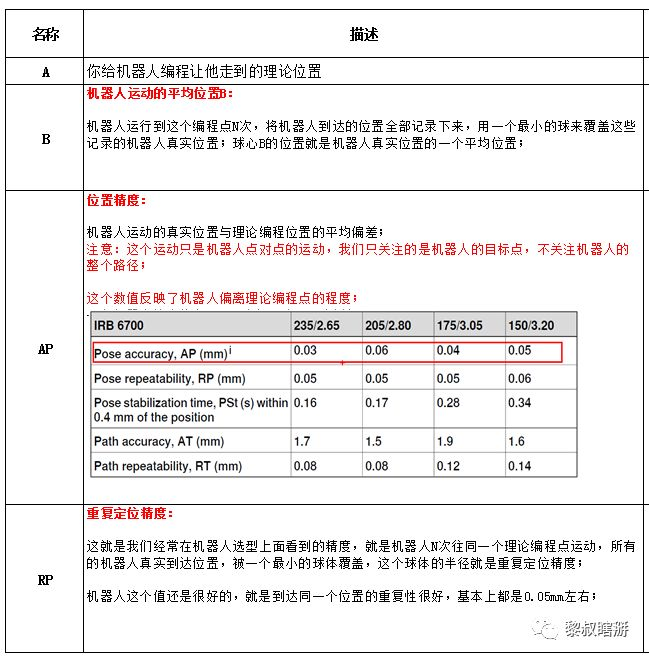 名称 描述
A 你给机器人编程让他走到的理论位置
机器人运动的平均位置B：
B
机器人运行到这个编程点N次，将机器人到达的位置全部记录下来，用一个最小的球来覆盖这些
记录的机器人真实位置；球心B的位置就是机器人真实位置的一个平均位置；
位置精度：
AP
机器人运动的真实位置与理论编程位置的平均偏差；
注意：这个运动只是机器人点对点的运动，我们只关注的是机器人的目标点，不关注机器人的
整个路径；
这个数值反映了机器人偏离理论编程点的程度；
IRB 6700 235/2.65 205/2.80 175/3.05 150/3.20
Pose accuracy, AP (mm)i 0.03 0.06 0.04 0.05
Pose repeatability, RP (mm) 0.05 0.05 0.05 0.06
Pose stabilization time, PSt (s) within 0.16 0.17 0.28 0.34
0.4 mm of the position
Path accuracy, AT (mm) 1.7 1.5 1.9 1.6
Path repeatability, RT (mm) 0.08 0.08 0.12 0.14
重复定位精度：
RP
这就是我们经常在机器人选型上面看到的精度，就是机器人N次往同一个理论编程点运动，所有
的机器人真实到达位置，被一个最小的球体覆盖，这个球体的半径就是重复定位精度；
机器人这个值还是很好的，就是到达同一个位置的重复性很好，基本上都是0.05mm左右；
黎叔瞎掰